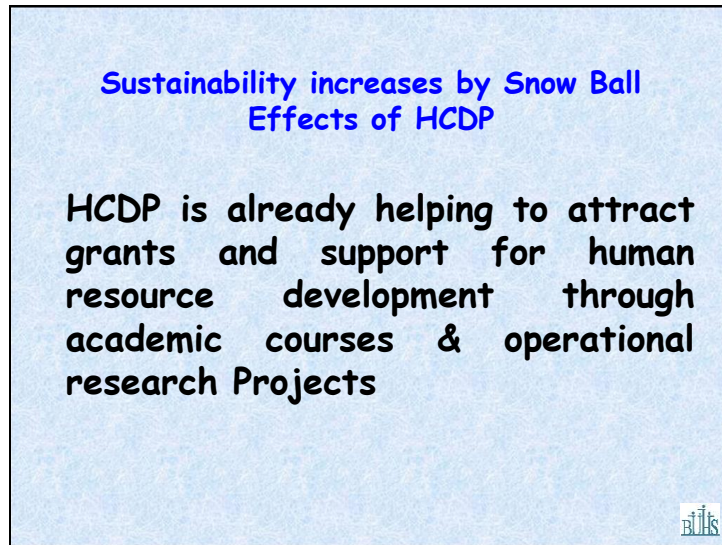 Sustainability increases by Snow Ball
Effects of HCDP
HCDP is already helping to attract
grants and support for human
resource development through
academic courses & operational
research Projects
BUHS